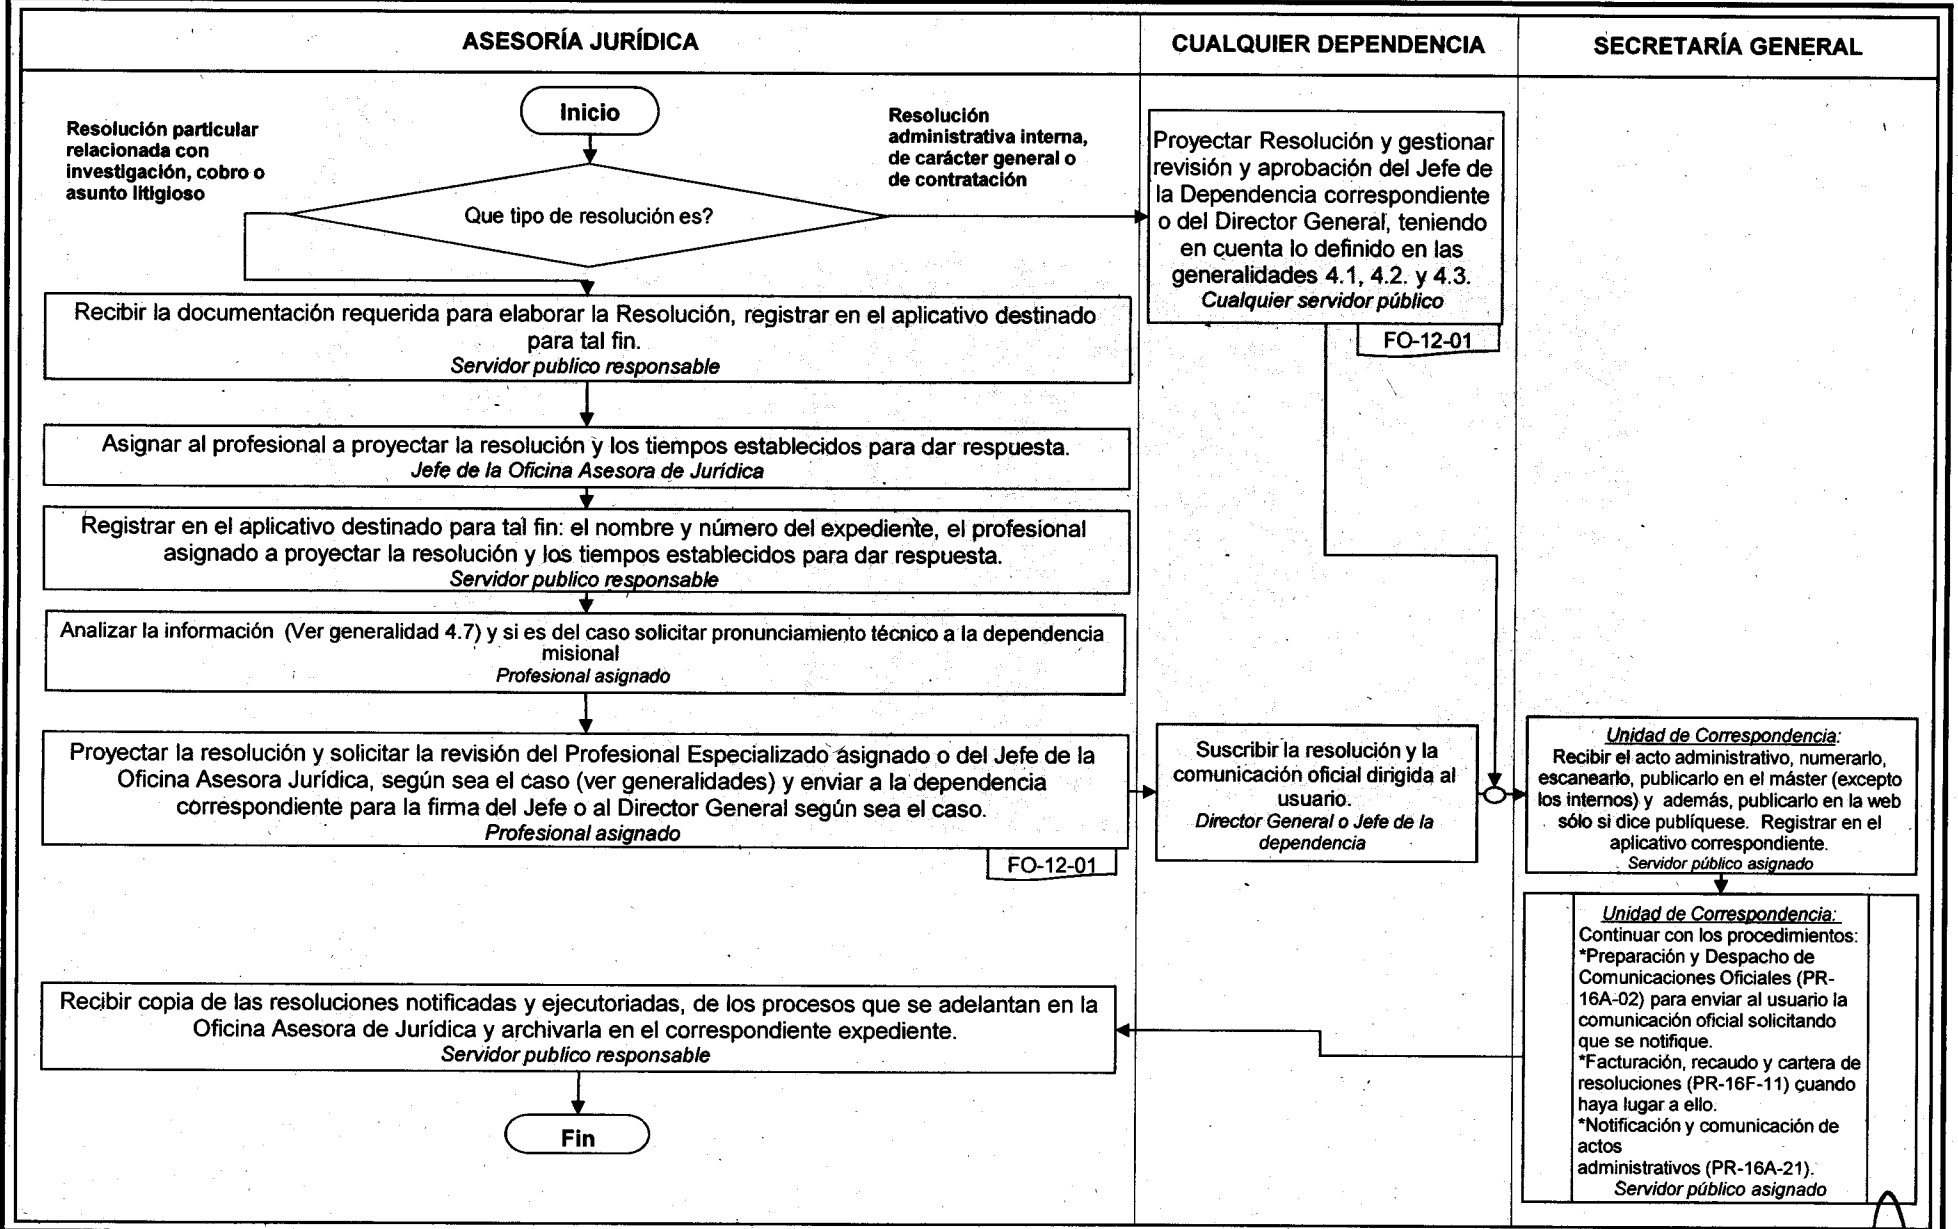 ASESORÍA JURÍDICA
CUALQUIER DEPENDENCIA
SECRETARÍA GENERAL
Inicio
Resolución particular
relacionada con
investigación, cobro o
asunto litigioso
Resolución
administrativa interna,
de carácter general o
de contratación
Que tipo de resolución es?
Proyectar Resolución y gestionar
revisión y aprobación del Jefe de
la Dependencia correspondiente
o del Director General, teniendo
en cuenta lo definido en las
generalidades 4.1, 4.2. y 4.3.
Cualquier servidor público
FO-12-01
Recibir la documentación requerida para elaborar la Resolución, registrar en el aplicativo destinado
para tal fin.
Servidor publico responsable
Asignar al profesional a proyectar la resolución y los tiempos establecidos para dar respuesta.
Jefe de la Oficina Asesora de Jurídica
Registrar en el aplicativo destinado para tal fin: el nombre y número del expediente, el profesional
asignado a proyectar la resolución y los tiempos establecidos para dar respuesta.
Servidor publico responsable
Analizar la información (Ver generalidad 4.7) y si es del caso solicitar pronunciamiento técnico a la dependencia
misional
Profesional asignado
Proyectar la resolución y solicitar la revisión del Profesional Especializado asignado o del Jefe de la
Oficina Asesora Jurídica, según sea el caso (ver generalidades) y enviar a la dependencia
correspondiente para la firma del Jefe o al Director General según sea el caso.
Profesional asignado
FO-12-01
Suscribir la resolución y la
comunicación oficial dirigida al
usuario.
Director General o Jefe de la
dependencia
Unidad de Correspondencia:
Recibir el acto administrativo, numerarlo,
escanearlo, publicarlo en el máster (excepto
los internos) y además, publicarlo en la web
sólo si dice publíquese. Registrar en el
aplicativo correspondiente.
Servidor público asignado
Unidad de Correspondencia:
Continuar con los procedimientos:
*Preparación y Despacho de
Comunicaciones Oficiales (PR-
16A-02) para enviar al usuario la
comunicación oficial solicitando
que se notifique.
*Facturación, recaudo y cartera de
resoluciones (PR-16F-11) cuando
haya lugar a ello.
*Notificación y comunicación de
actos
administrativos (PR-16A-21).
Servidor público asignado
Recibir copia de las resoluciones notificadas y ejecutoriadas, de los procesos que se adelantan en la
Oficina Asesora de Jurídica y archivarla en el correspondiente expediente.
Servidor publico responsable
Fin